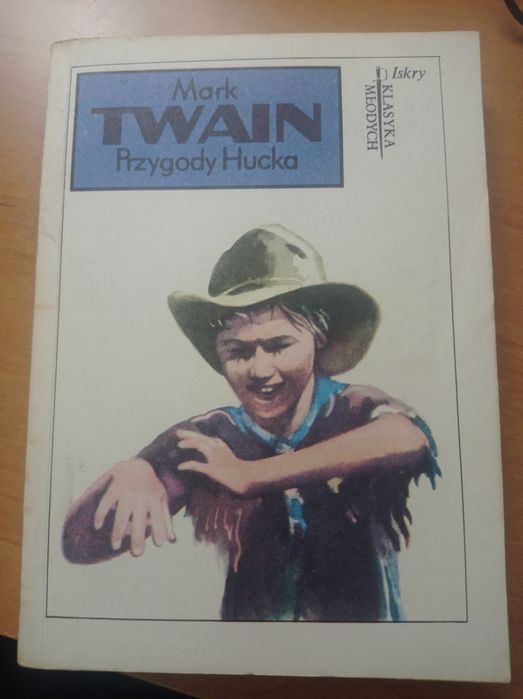 Mark
TWAIN
Przygody Hucka
Iskry
KLASYKA
MŁODYCH